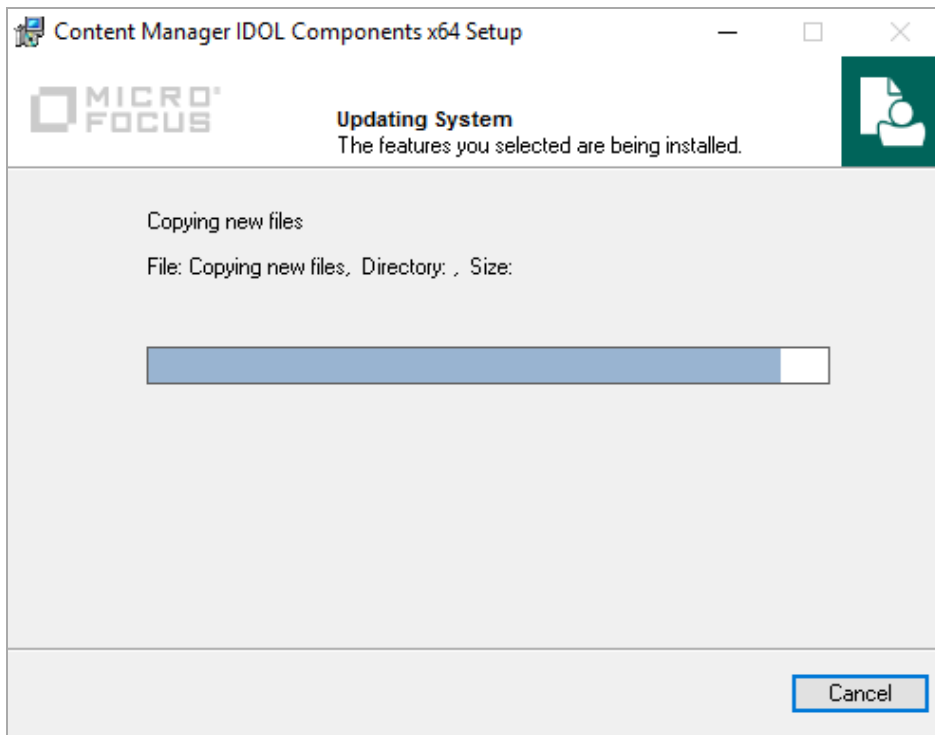 Content Manager IDOL Components x64 Setup
MICRO
FOCUS
Updating System
The features you selected are being installed.
Copying new files
File: Copying new files, Directory: , Size:
Cancel